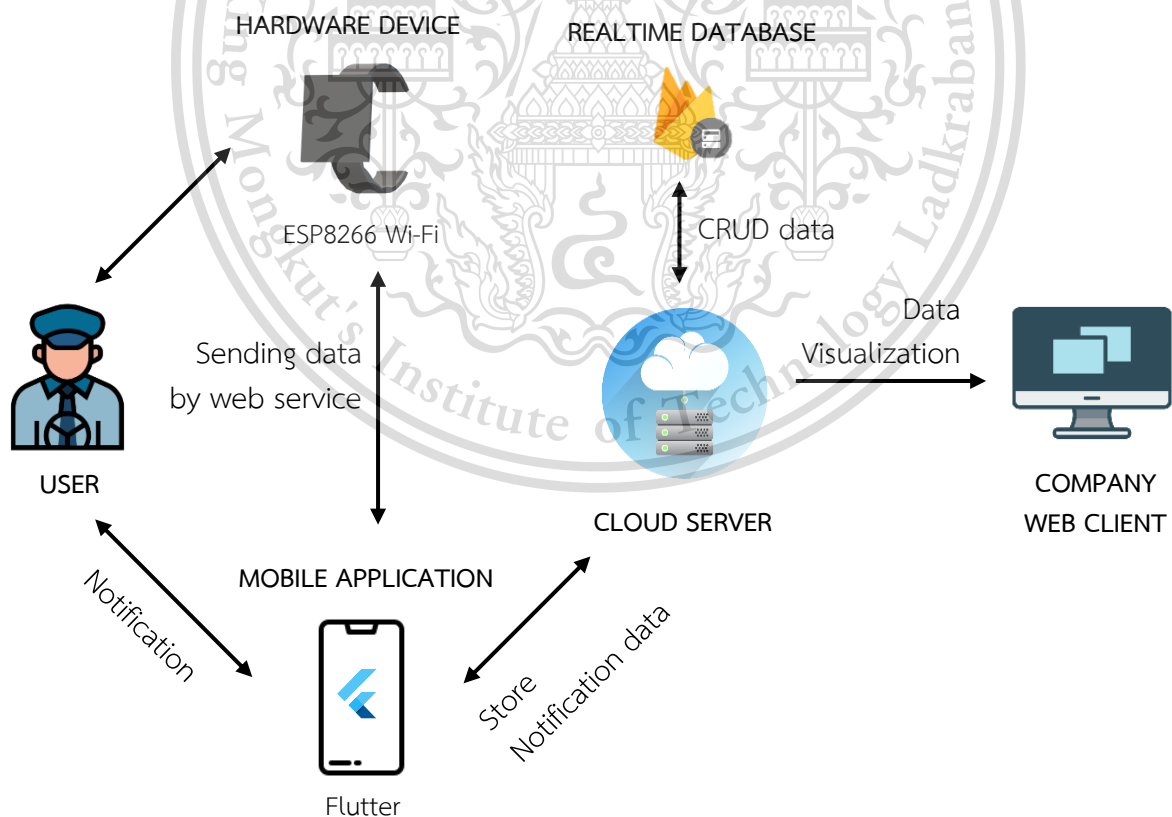 HARDWARE DEVICE
REALTIME DATABASE
ESP8266 Wi-Fi
CRUD data
Sending data
by web service
Data
Visualization
USER
CLOUD SERVER
COMPANY
WEB CLIENT
Notification
MOBILE APPLICATION
Store
Notification data
Flutter
Mongkut's Institute of Technology Ladkrabang